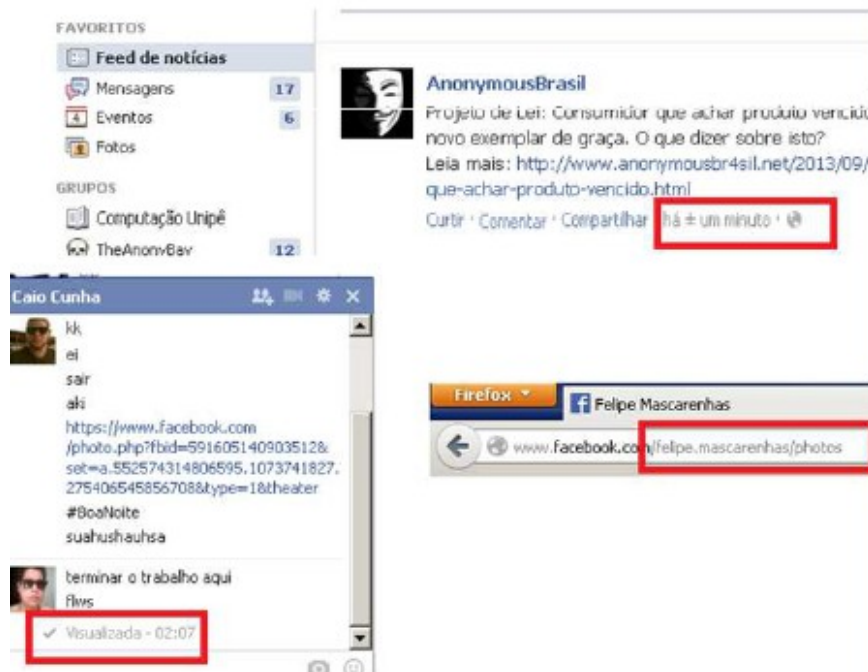 FAVORITOS
Feed de notícias
Mensagens 17
Eventos 6
Fotos
GRUPOS
Computação Unipê
TheAnonyBay 12
AnonymousBrasil
Projeto de Lei: Consumidor que achar produto vencido
novo exemplar de graça. O que dizer sobre isto?
Leia mais: http://www.anonymousbr4sil.net/2013/09/
que-achar-produto-vencido.html
Curtir · Comentar · Compartilhar há ± um minuto ·
Caio Cunha
kk
ei
sair
aki
https://www.facebook.com
/photo.php?fbid=591605140903512&
set=a.552574314806595.1073741827.
275406545856708&type=1&theater
#BoaNoite
suahushauhsa
terminar o trabalho aqui
flws
Visualizada - 02:07
Firefox
Felipe Mascarenhas
www.facebook.com/felipe.mascarenhas/photos